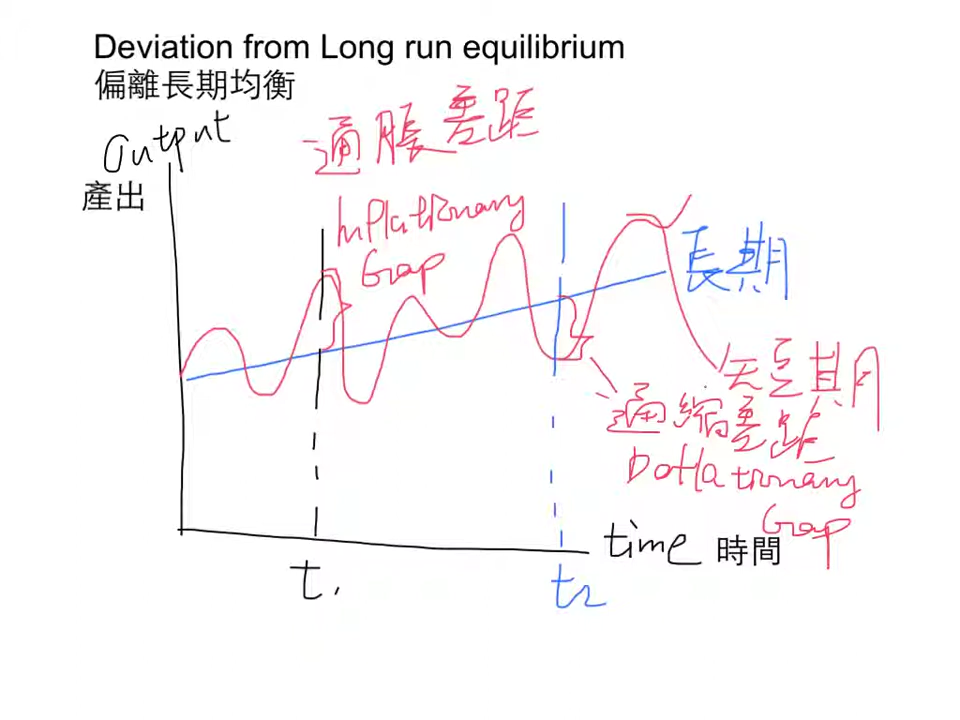 Deviation from Long run equilibrium
偏離長期均衡
Output
產出
通脹差距
Inflationary
Gap
長期
短期
通縮差距
Deflationary
Gap
time 時間
t1
t2